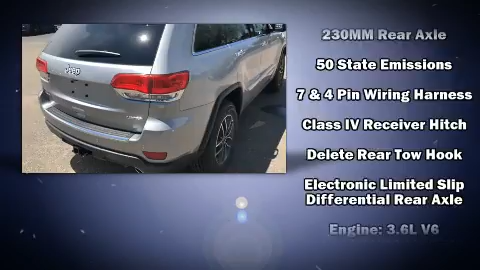 230MM Rear Axle
50 State Emissions
7 & 4 Pin Wiring Harness
Class IV Receiver Hitch
Delete Rear Tow Hook
Electronic Limited Slip
Differential Rear Axle
Engine: 3.6L V6
Jeep